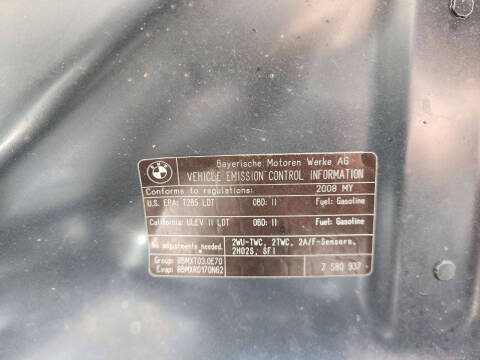 BMW
Bayerische Motoren Werke AG
VEHICLE EMISSION CONTROL INFORMATION
Conforms to regulations: 2008 MY
U.S. EPA: T2B5 LDT OBD: II Fuel: Gasoline
California: ULEV II LDT OBD: II Fuel: Gasoline
No adjustments needed. 2WU-TWC, 2TWC, 2A/F-Sensors,
2HO2S, SFI
Group: 8BMXT03.0E70
Evap: 8BMXR0170N62 7 580 937